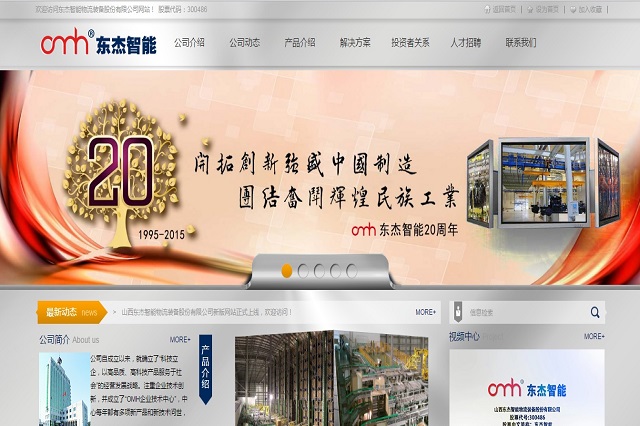 欢迎访问东杰智能物流装备股份有限公司网站！ 股票代码：300486
返回首页 | 设为首页 | 加入收藏 |
omh® 东杰智能
公司介绍 公司动态 产品介绍 解决方案 投资者关系 人才招聘 联系我们
20
1995-2015
開拓創新強盛中國制造
團结奮鬥輝煌民族工業
omh 东杰智能20周年
最新动态 news
山西东杰智能物流装备股份有限公司新版网站正式上线，欢迎访问！
MORE+
信息检索
公司简介 About us
MORE+
公司自成立以来，就确立了“科技立
企，以高品质、高科技产品服务于社
会”的经营发展战略。注重企业技术创
新，并成立了“OMH企业技术中心”，中
心每年都有多项新产品和新技术问世，
产品介绍
视频中心
MORE+
omh® 东杰智能
山西东杰智能物流装备股份有限公司
股票代号:300486